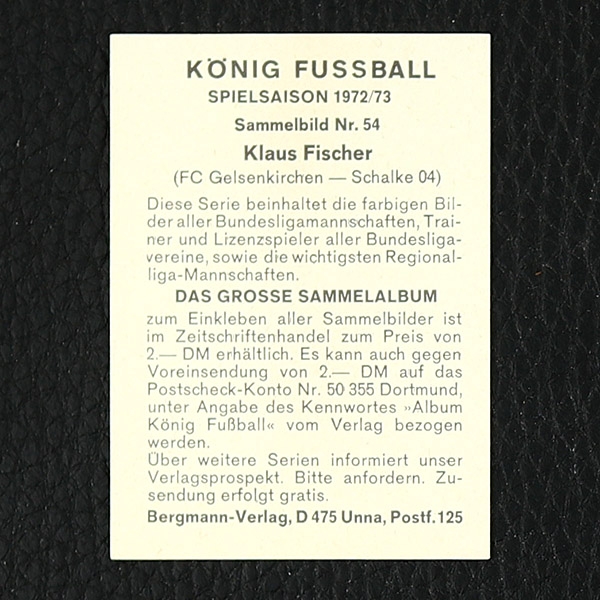 KÖNIG FUSSBALL
SPIELSAISON 1972/73
Sammelbild Nr. 54
Klaus Fischer
(FC Gelsenkirchen — Schalke 04)
Diese Serie beinhaltet die farbigen Bil-
der aller Bundesligamannschaften, Trai-
ner und Lizenzspieler aller Bundesliga-
vereine, sowie die wichtigsten Regional-
liga-Mannschaften.
DAS GROSSE SAMMELALBUM
zum Einkleben aller Sammelbilder ist
im Zeitschriftenhandel zum Preis von
2.— DM erhältlich. Es kann auch gegen
Voreinsendung von 2.— DM auf das
Postscheck-Konto Nr. 50 355 Dortmund,
unter Angabe des Kennwortes »Album
König Fußball« vom Verlag bezogen
werden.
Über weitere Serien informiert unser
Verlagsprospekt. Bitte anfordern. Zu-
sendung erfolgt gratis.
Bergmann-Verlag, D 475 Unna, Postf. 125